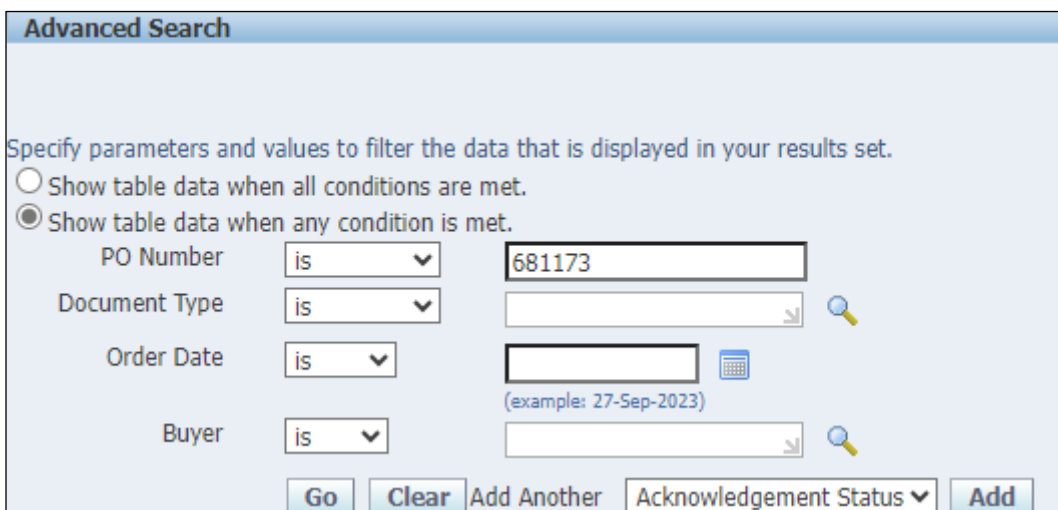 Advanced Search
Specify parameters and values to filter the data that is displayed in your results set.
Show table data when all conditions are met.
Show table data when any condition is met.
PO Number is 681173
Document Type is
Order Date is
(example: 27-Sep-2023)
Buyer is
Go Clear Add Another Acknowledgement Status Add